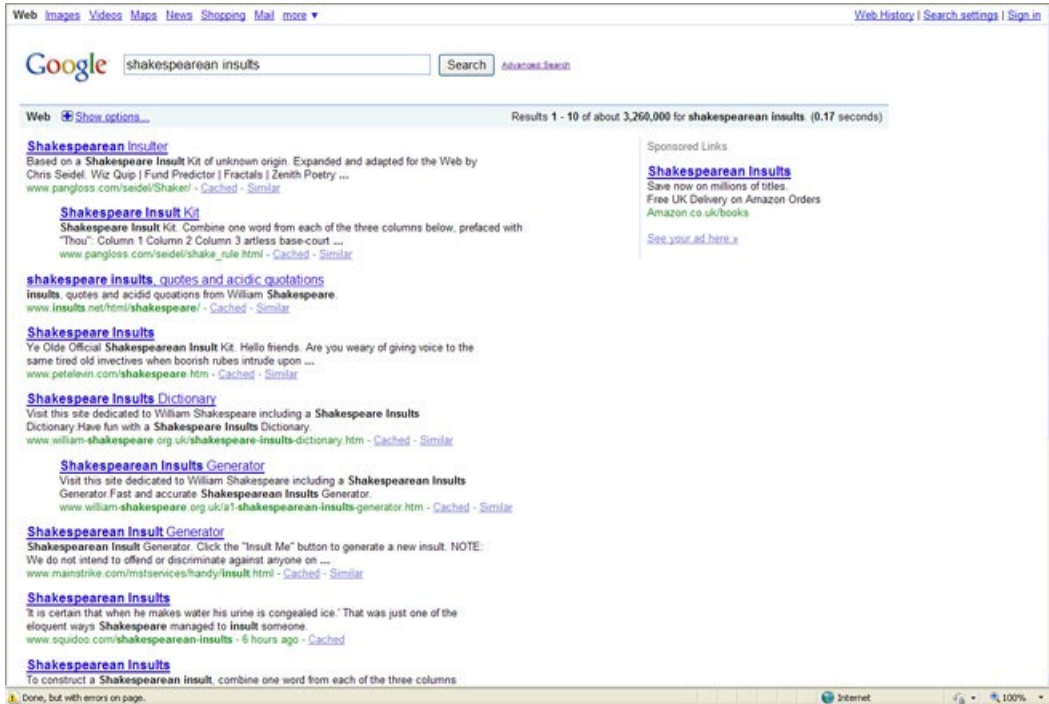 Web Images Videos Maps News Shopping Mail more ▼
Web History | Search settings | Sign in
Google
shakespearean insults
Search
Advanced Search
Web Show options...
Results 1 - 10 of about 3,260,000 for shakespearean insults. (0.17 seconds)
Shakespearean Insulter
Based on a Shakespeare Insult Kit of unknown origin. Expanded and adapted for the Web by
Chris Seidel. Wiz Quip | Fund Predictor | Fractals | Zenith Poetry ...
www.pangloss.com/seidel/Shaker/ - Cached - Similar
Shakespeare Insult Kit
Shakespeare Insult Kit. Combine one word from each of the three columns below, prefaced with
"Thou": Column 1 Column 2 Column 3 artless base-court ...
www.pangloss.com/seidel/shake_rule.html - Cached - Similar
shakespeare insults, quotes and acidic quotations
insults, quotes and acidid quoations from William Shakespeare.
www.insults.net/html/shakespeare/ - Cached - Similar
Shakespeare Insults
Ye Olde Official Shakespearean Insult Kit. Hello friends. Are you weary of giving voice to the
same tired old invectives when boorish rubes intrude upon ...
www.petelevin.com/shakespeare.htm - Cached - Similar
Shakespeare Insults Dictionary
Visit this site dedicated to William Shakespeare including a Shakespeare Insults
Dictionary.Have fun with a Shakespeare Insults Dictionary.
www.william-shakespeare.org.uk/shakespeare-insults-dictionary.htm - Cached - Similar
Shakespearean Insults Generator
Visit this site dedicated to William Shakespeare including a Shakespearean Insults
Generator.Fast and accurate Shakespearean Insults Generator.
www.william-shakespeare.org.uk/a1-shakespearean-insults-generator.htm - Cached - Similar
Shakespearean Insult Generator
Shakespearean Insult Generator. Click the "Insult Me" button to generate a new insult. NOTE:
We do not intend to offend or discriminate against anyone on ...
www.mainstrike.com/mstservices/handy/insult.html - Cached - Similar
Shakespearean Insults
'It is certain that when he makes water his urine is congealed ice.' That was just one of the
eloquent ways Shakespeare managed to insult someone.
www.squidoo.com/shakespearean-insults - 6 hours ago - Cached
Shakespearean Insults
To construct a Shakespearean insult, combine one word from each of the three columns
Sponsored Links
Shakespearean Insults
Save now on millions of titles.
Free UK Delivery on Amazon Orders
Amazon.co.uk/books
See your ad here »
Done, but with errors on page.
Internet
100%